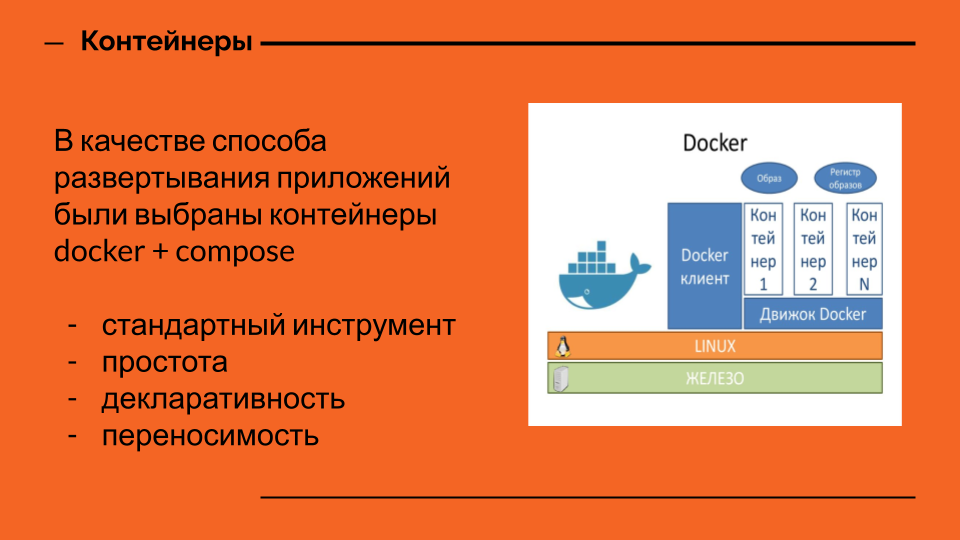 — Контейнеры
В качестве способа
развертывания приложений
были выбраны контейнеры
docker + compose
- стандартный инструмент
- простота
- декларативность
- переносимость
Docker
Образ
Регистр
образов
Docker
клиент
Кон
тей
нер
1
Кон
тей
нер
2
Кон
тей
нер
N
Движок Docker
LINUX
ЖЕЛЕЗО